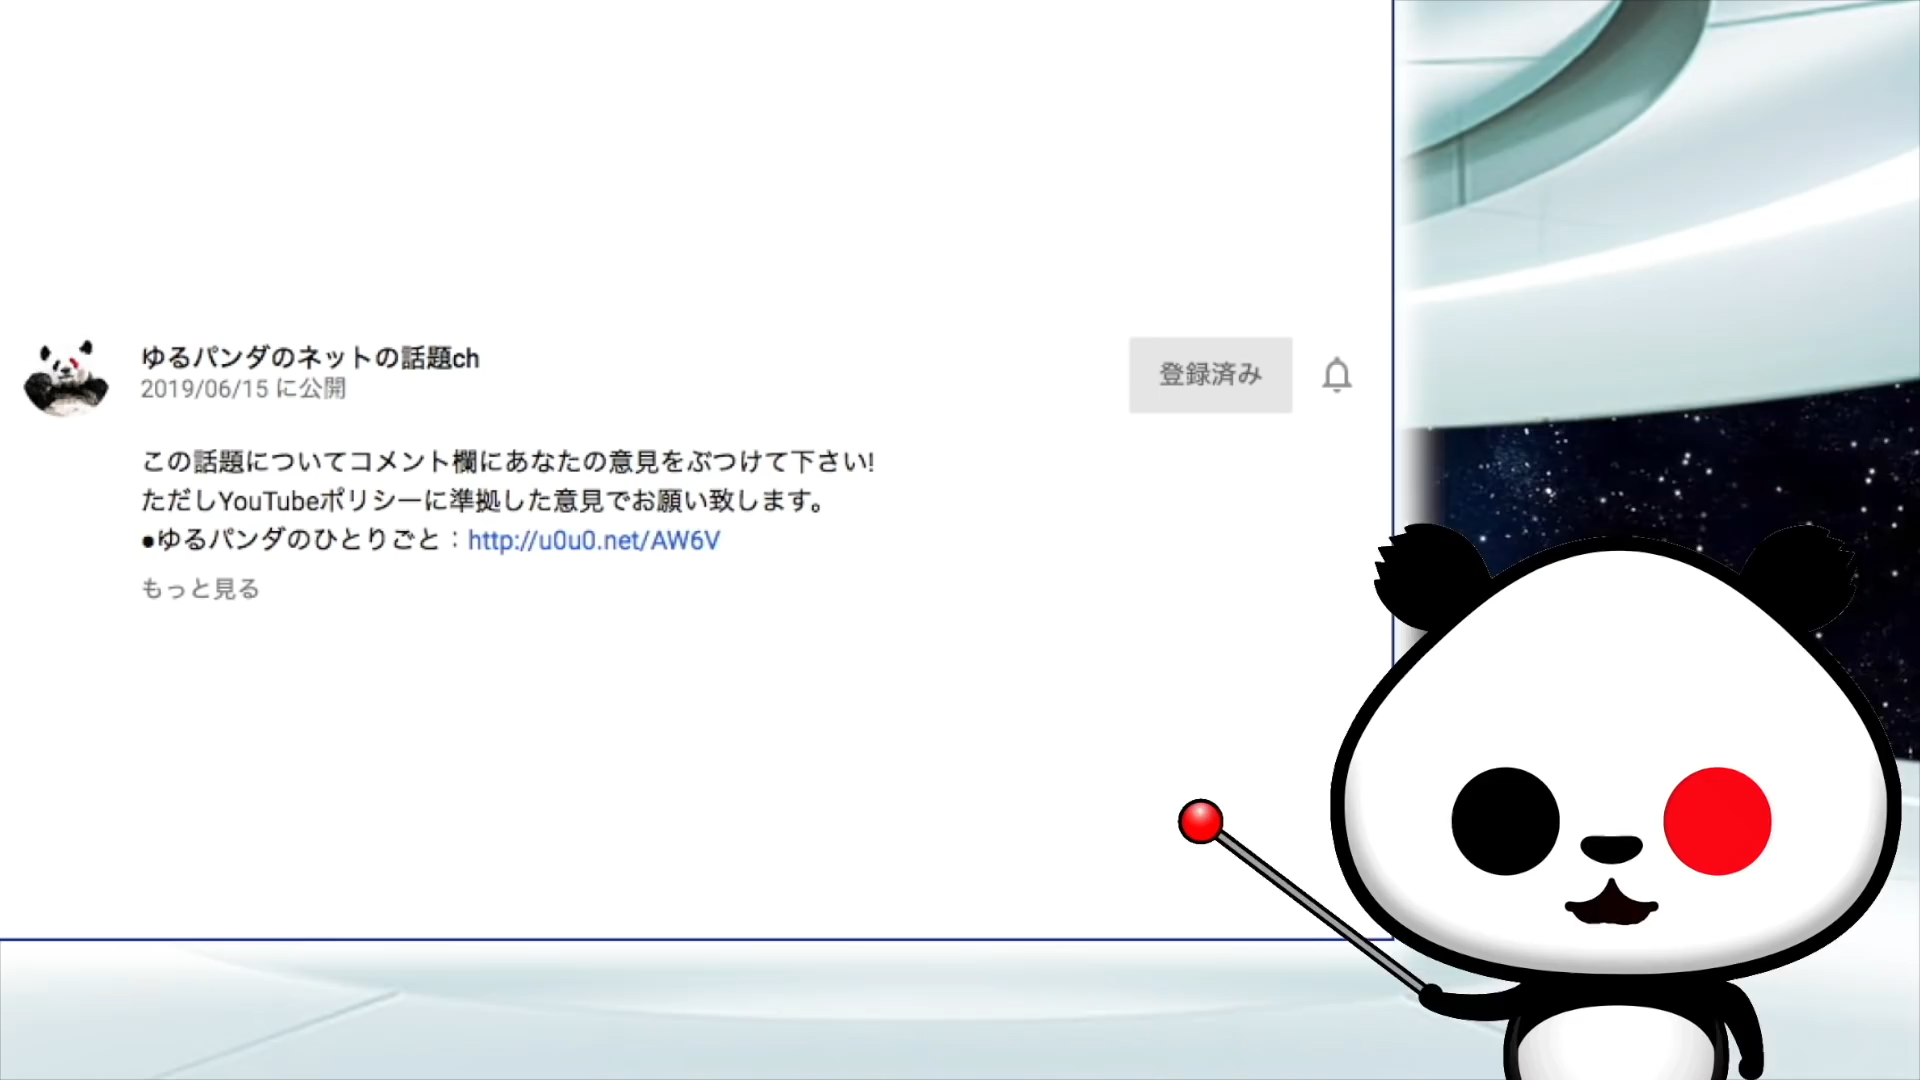 ゆるパンダのネットの話題ch
2019/06/15 に公開
登録済み
この話題についてコメント欄にあなたの意見をぶつけて下さい!
ただしYouTubeポリシーに準拠した意見でお願い致します。
●ゆるパンダのひとりごと：http://u0u0.net/AW6V
もっと見る